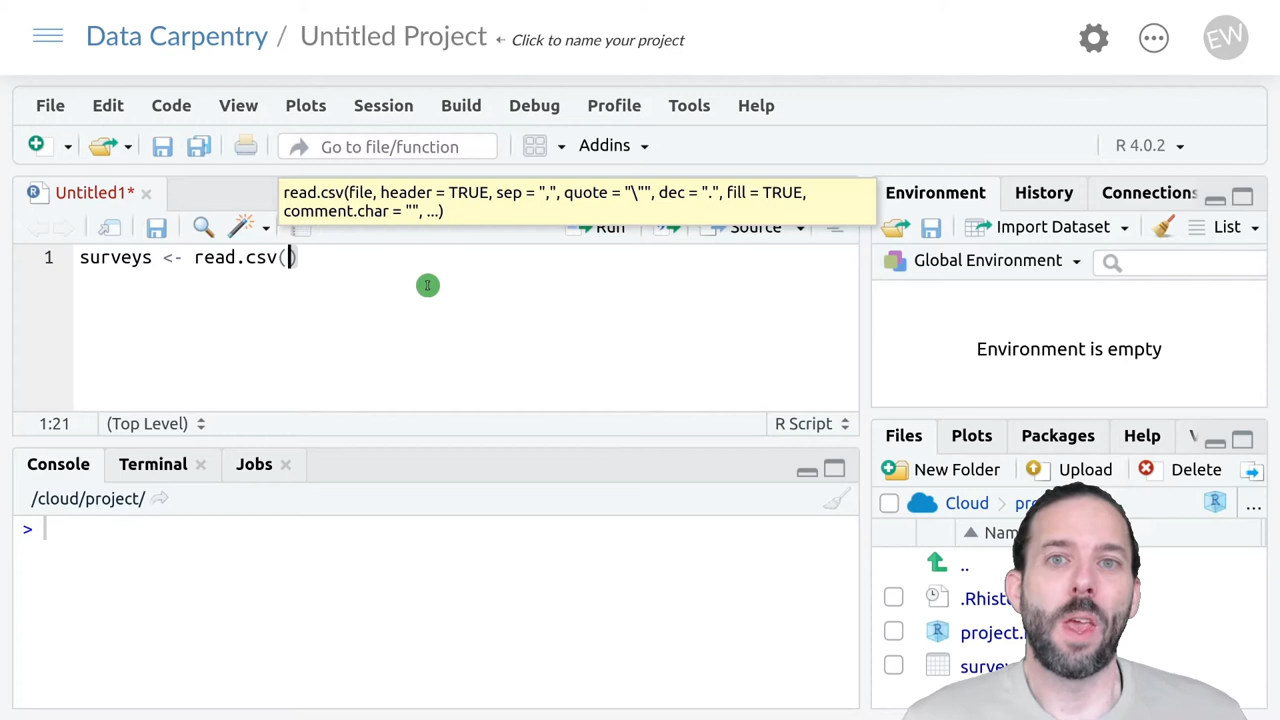 Data Carpentry / Untitled Project ← Click to name your project
EW
File Edit Code View Plots Session Build Debug Profile Tools Help
Go to file/function Addins R 4.0.2
Untitled1*
read.csv(file, header = TRUE, sep = ",", quote = "\"", dec = ".", fill = TRUE,
comment.char = "", ...)
Run Source
1 surveys <- read.csv()
1:21 (Top Level) R Script
Console Terminal Jobs
/cloud/project/
>
Environment History Connections
Import Dataset List
Global Environment
Environment is empty
Files Plots Packages Help
New Folder Upload Delete
Cloud ...
..